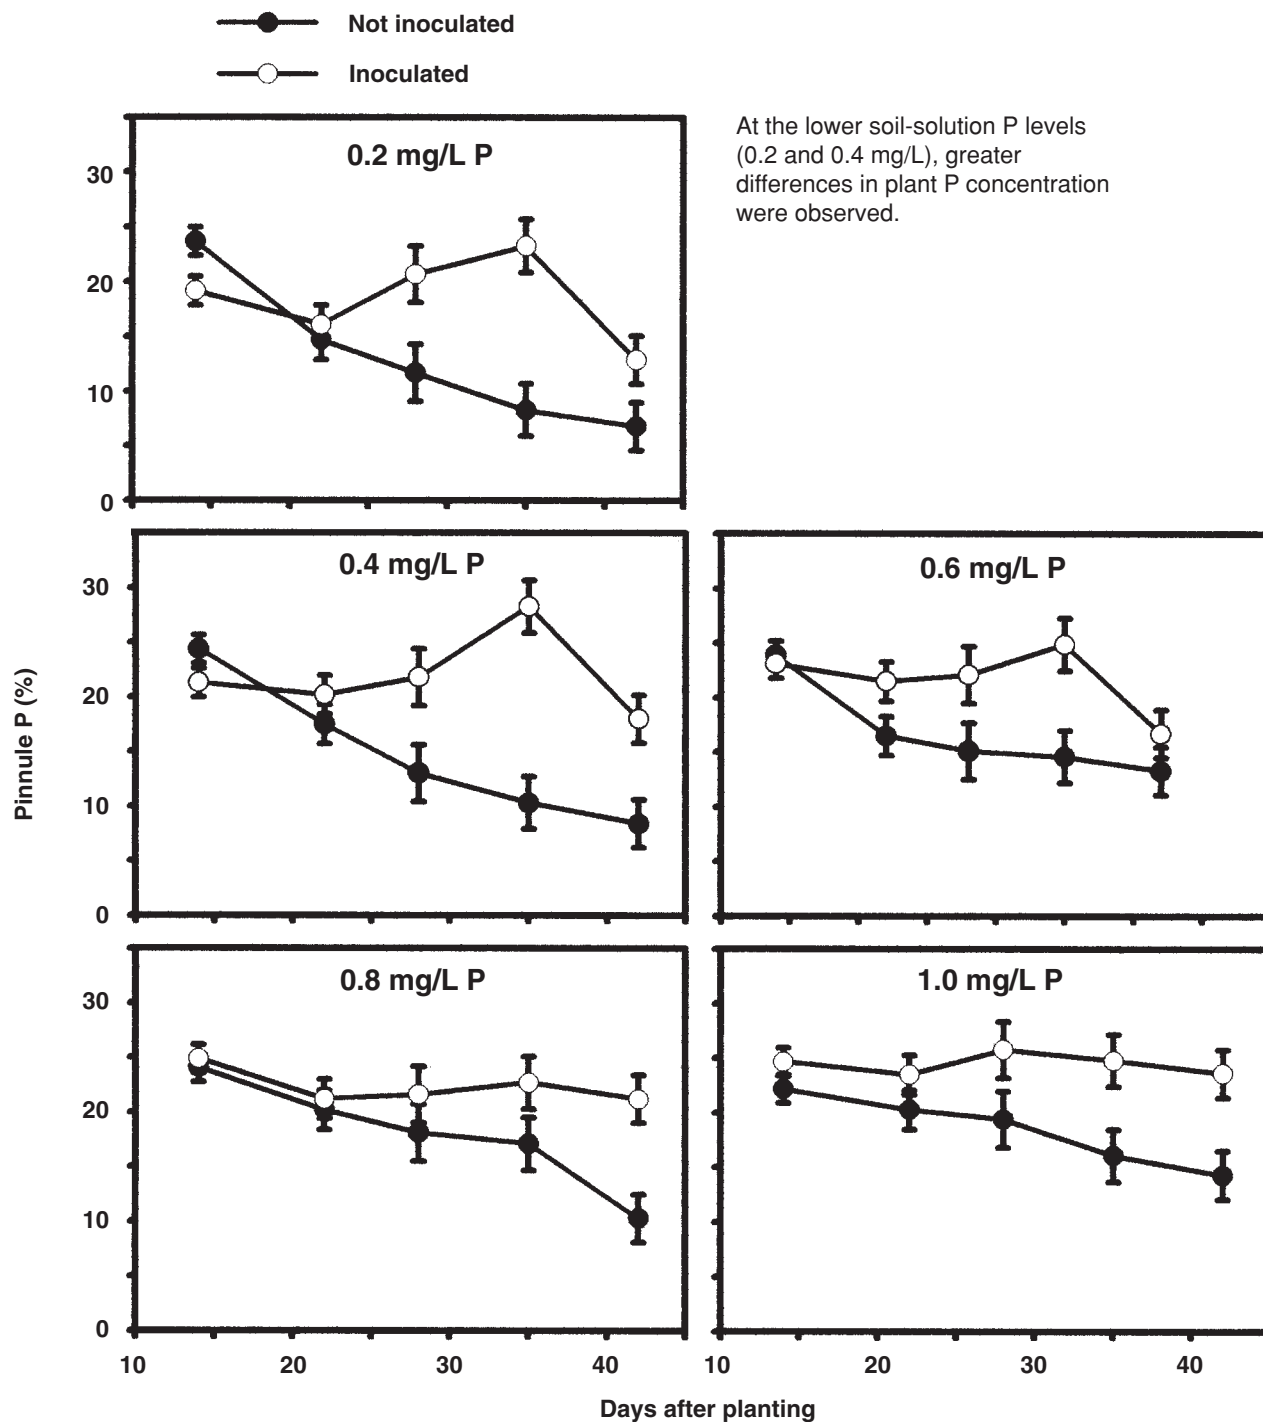 Not inoculated
Inoculated
0.2 mg/L P
At the lower soil-solution P levels
(0.2 and 0.4 mg/L), greater
differences in plant P concentration
were observed.
30
20
10
0
0.4 mg/L P
0.6 mg/L P
30
20
10
0
Pinnule P (%)
0.8 mg/L P
1.0 mg/L P
30
20
10
0
10 20 30 40 10 20 30 40
Days after planting